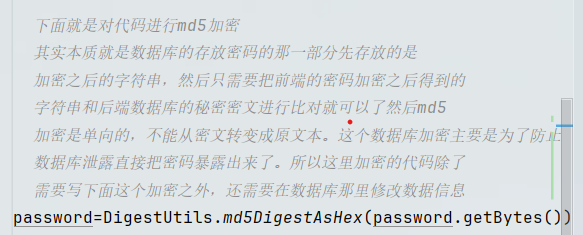 下面就是对代码进行md5加密
其实本质就是数据库的存放密码的那一部分先存放的是
加密之后的字符串，然后只需要把前端的密码加密之后得到的
字符串和后端数据库的秘密密文进行比对就可以了然后md5
加密是单向的，不能从密文转变成原文本。这个数据库加密主要是为了防止
数据库泄露直接把密码暴露出来了。所以这里加密的代码除了
需要写下面这个加密之外，还需要在数据库那里修改数据信息
password=DigestUtils.md5DigestAsHex(password.getBytes())